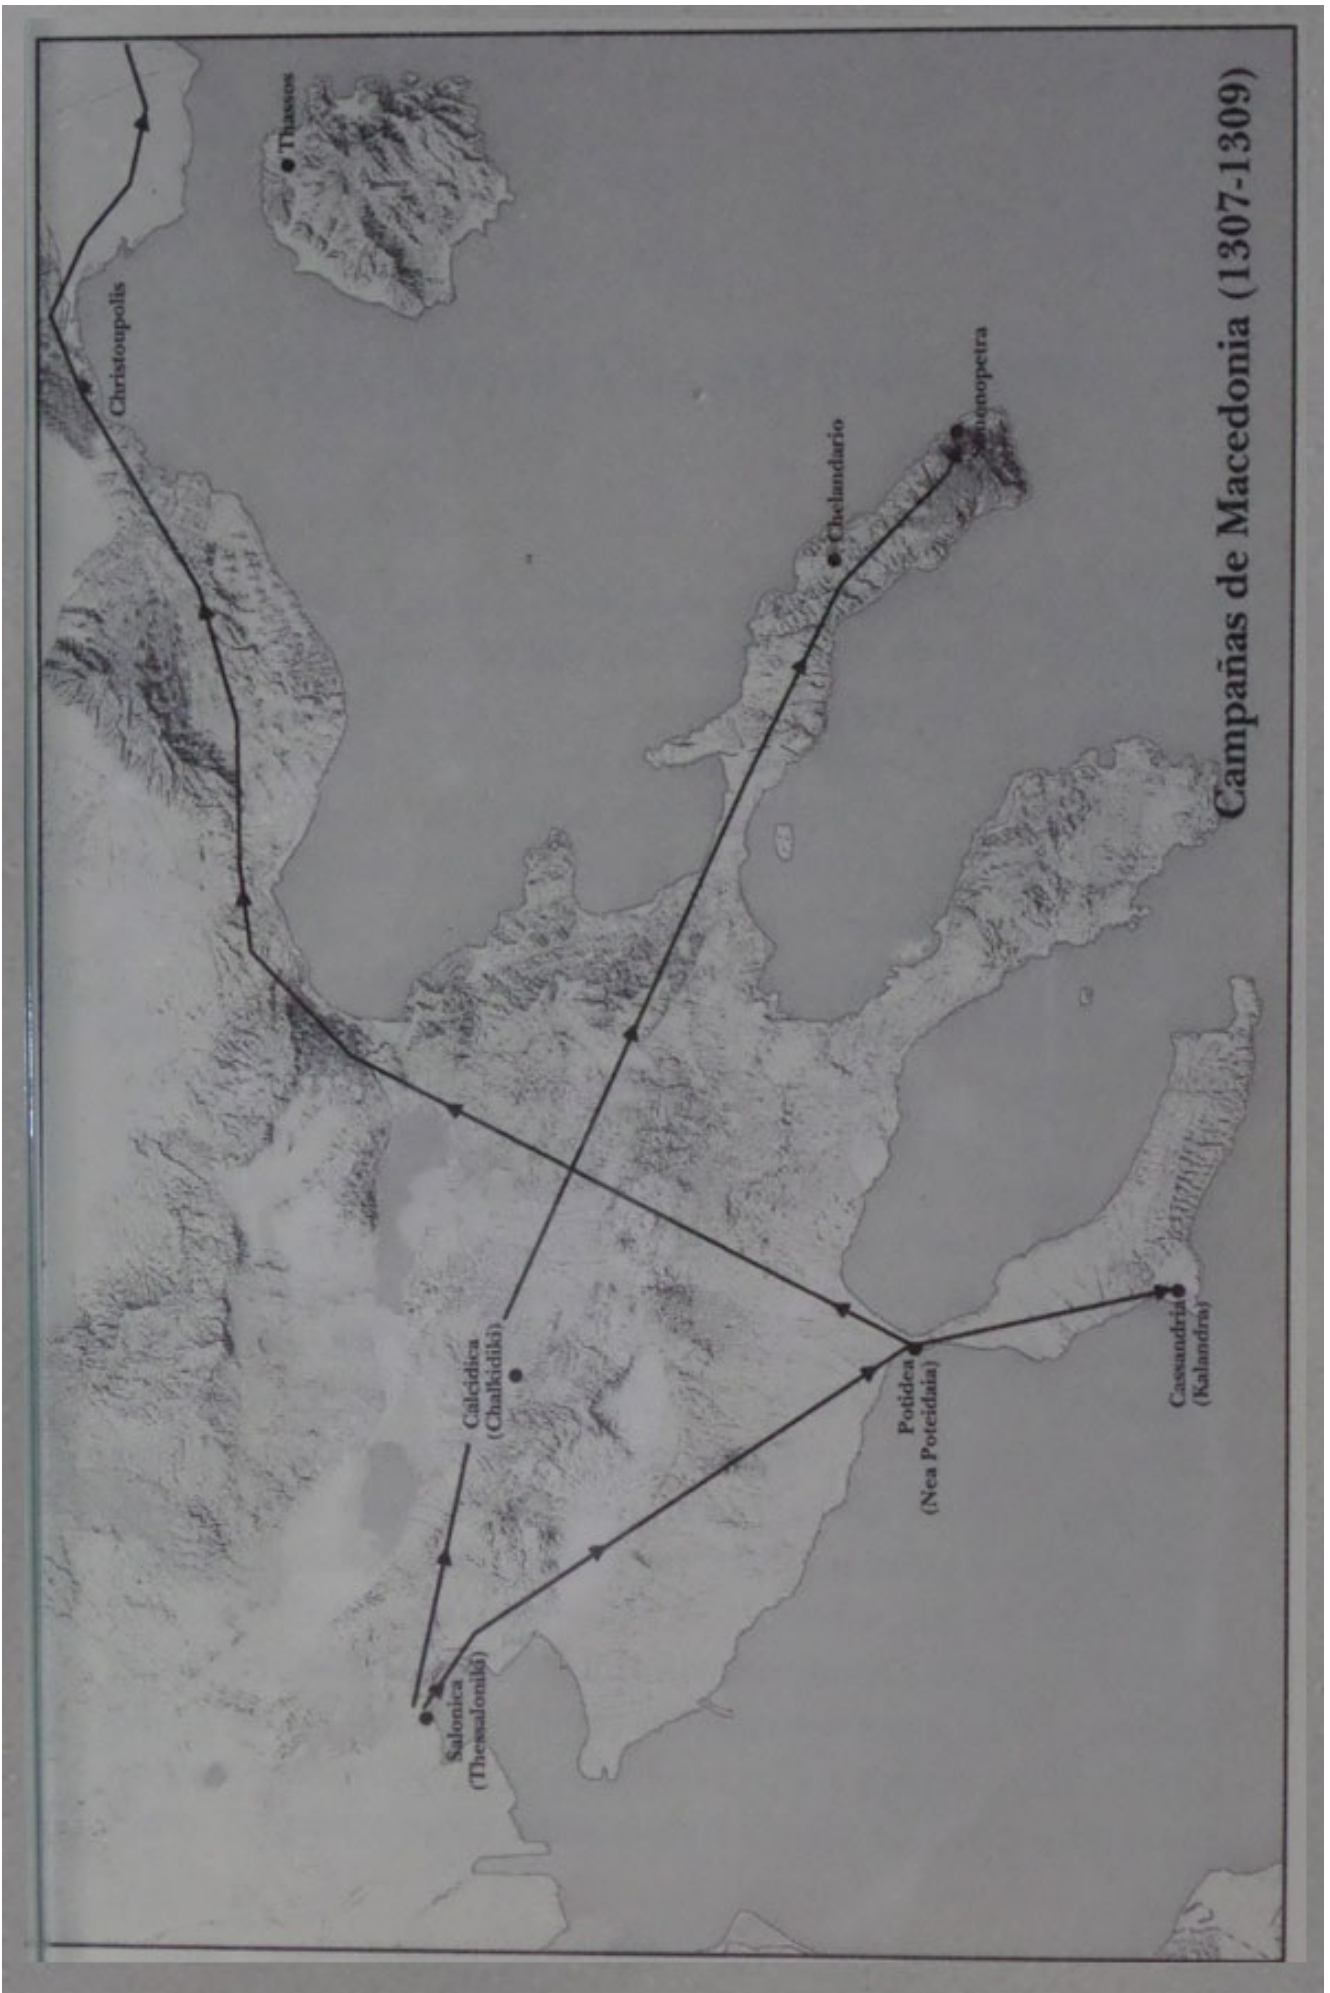 Thassos
Christoupolis
Chelandario
Calcidica
(Chalkidiki)
Salonica
(Thessaloniki)
Potidea
(Nea Poteidaia)
Cassandria
(Kalandra)
Campañas de Macedonia (1307-1309)